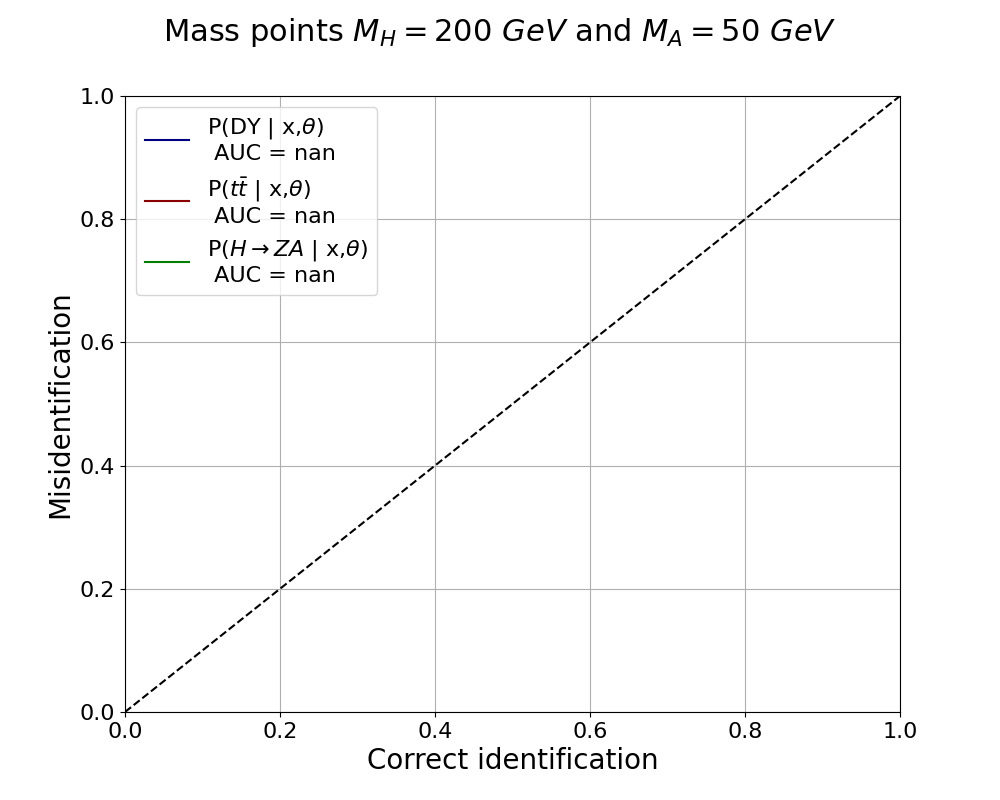 Mass points M_H = 200 GeV and M_A = 50 GeV
1.0
0.8
0.6
0.4
0.2
0.0
Misidentification
P(DY | x,θ)
AUC = nan
P(tt̄ | x,θ)
AUC = nan
P(H → ZA | x,θ)
AUC = nan
0.0 0.2 0.4 0.6 0.8 1.0
Correct identification